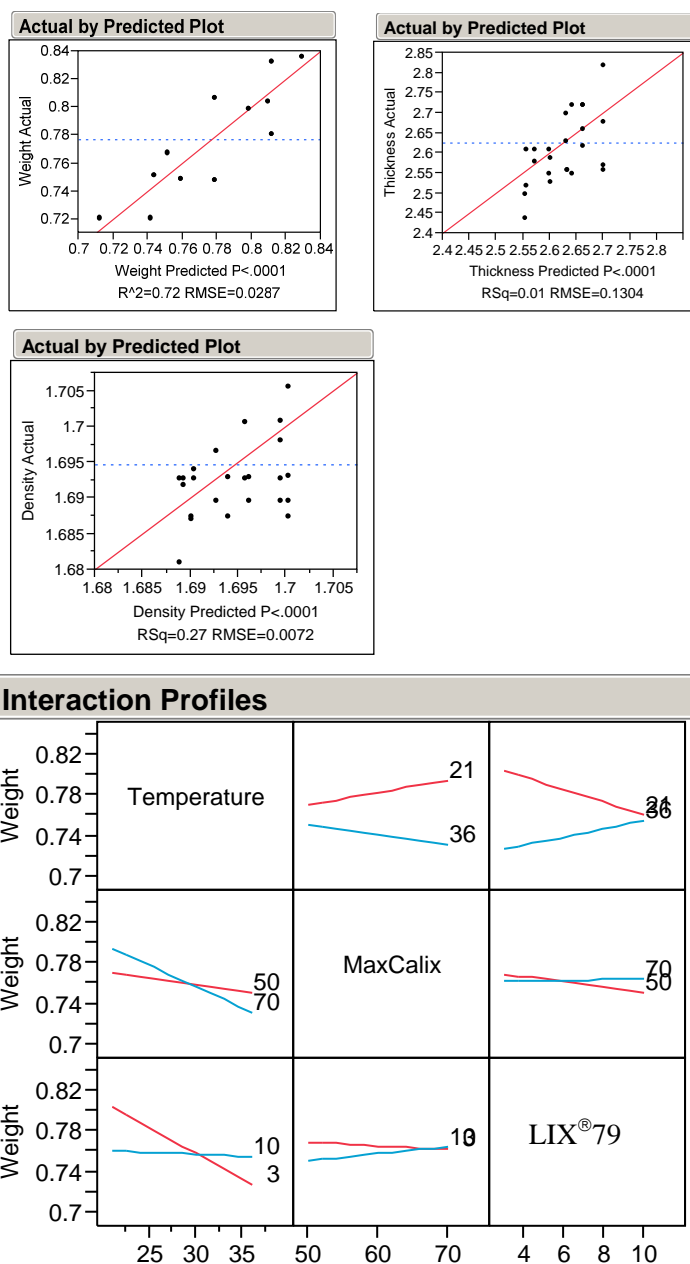 Actual by Predicted Plot
0.84
0.82
0.8
0.78
0.76
0.74
0.72
Weight Actual
0.7 0.72 0.74 0.76 0.78 0.8 0.82 0.84
Weight Predicted P<.0001
R^2=0.72 RMSE=0.0287
Actual by Predicted Plot
2.85
2.8
2.75
2.7
2.65
2.6
2.55
2.5
2.45
2.4
Thickness Actual
2.4 2.45 2.5 2.55 2.6 2.65 2.7 2.75 2.8
Thickness Predicted P<.0001
RSq=0.01 RMSE=0.1304
Actual by Predicted Plot
1.705
1.7
1.695
1.69
1.685
1.68
Density Actual
1.68 1.685 1.69 1.695 1.7 1.705
Density Predicted P<.0001
RSq=0.27 RMSE=0.0072
Interaction Profiles
Weight
0.82
0.78
0.74
0.7
Temperature
21
36
21
36
Weight
0.82
0.78
0.74
0.7
50
70
MaxCalix
70
50
Weight
0.82
0.78
0.74
0.7
10
3
10
3
LIX®79
25 30 35
50 60 70
4 6 8 10